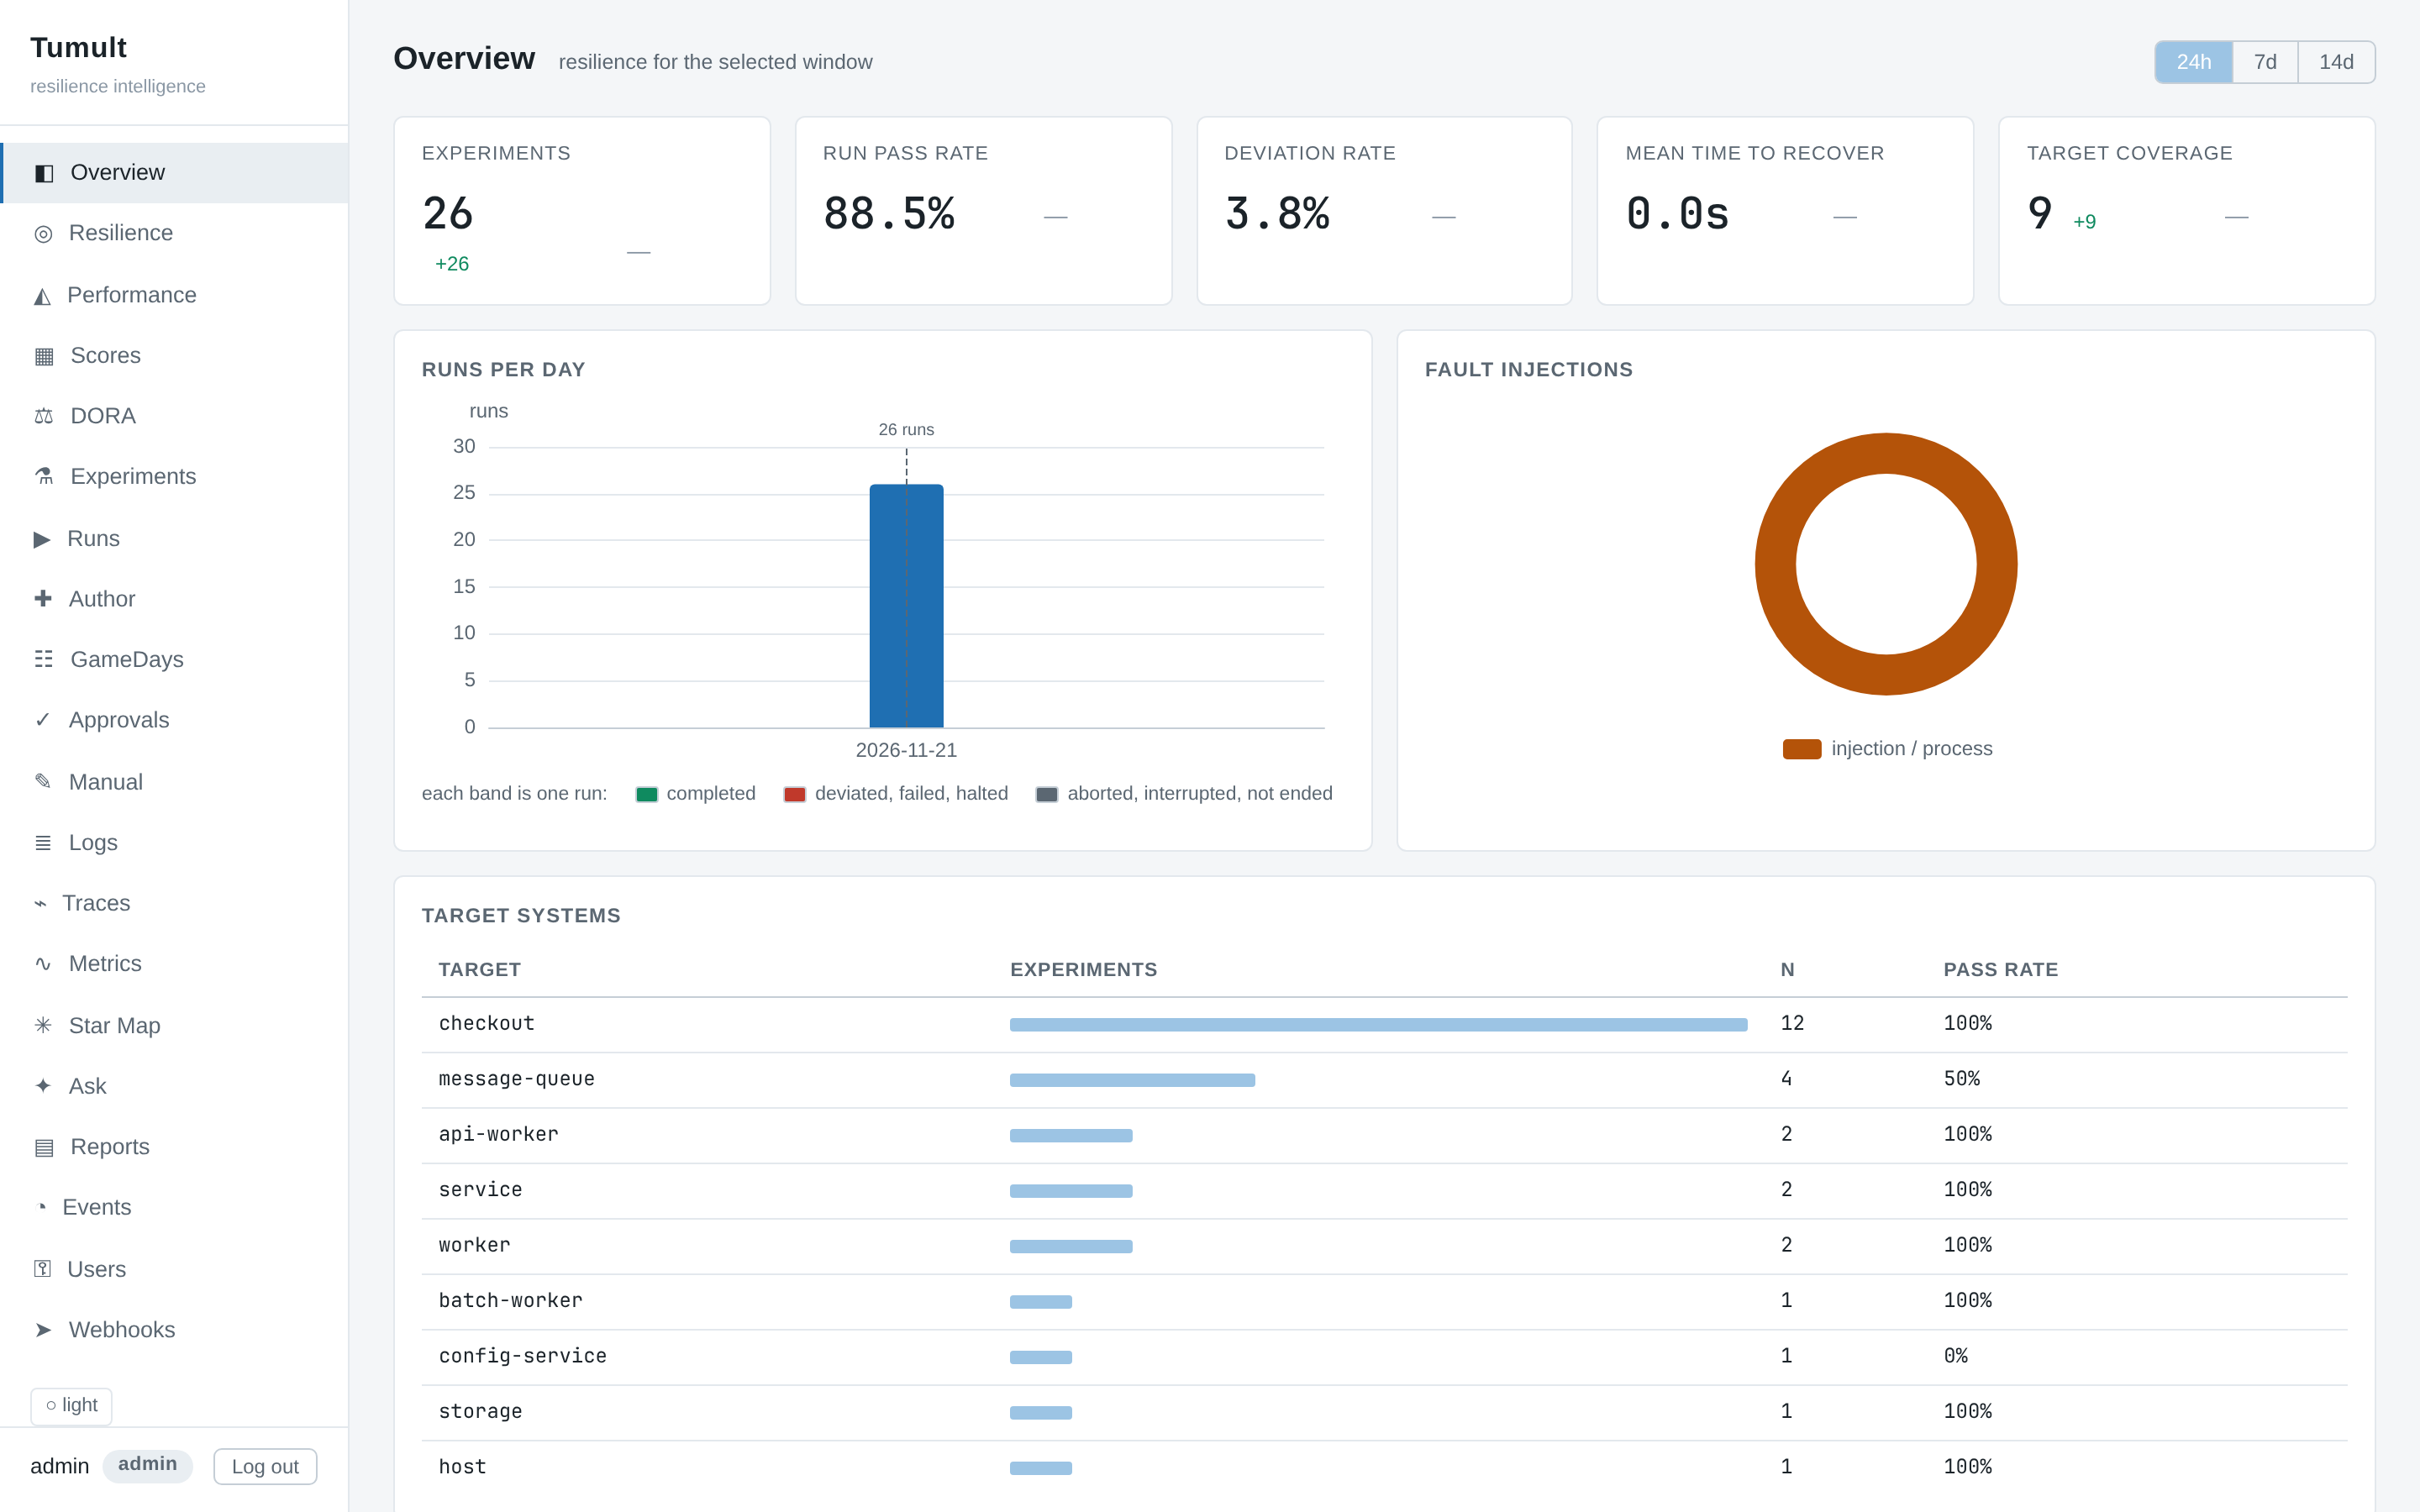 Tumult
resilience intelligence
Overview
Resilience
Performance
Scores
DORA
Experiments
Runs
Author
GameDays
Approvals
Manual
Logs
Traces
Metrics
Star Map
Ask
Reports
Events
Users
Webhooks
○ light
admin admin Log out
Overview resilience for the selected window
24h 7d 14d
EXPERIMENTS
26
+26
—
RUN PASS RATE
88.5% —
DEVIATION RATE
3.8% —
MEAN TIME TO RECOVER
0.0s —
TARGET COVERAGE
9 +9 —
RUNS PER DAY
runs
26 runs
30
25
20
15
10
5
0
2026-11-21
each band is one run: completed deviated, failed, halted aborted, interrupted, not ended
FAULT INJECTIONS
injection / process
TARGET SYSTEMS
TARGET EXPERIMENTS N PASS RATE
checkout 12 100%
message-queue 4 50%
api-worker 2 100%
service 2 100%
worker 2 100%
batch-worker 1 100%
config-service 1 0%
storage 1 100%
host 1 100%